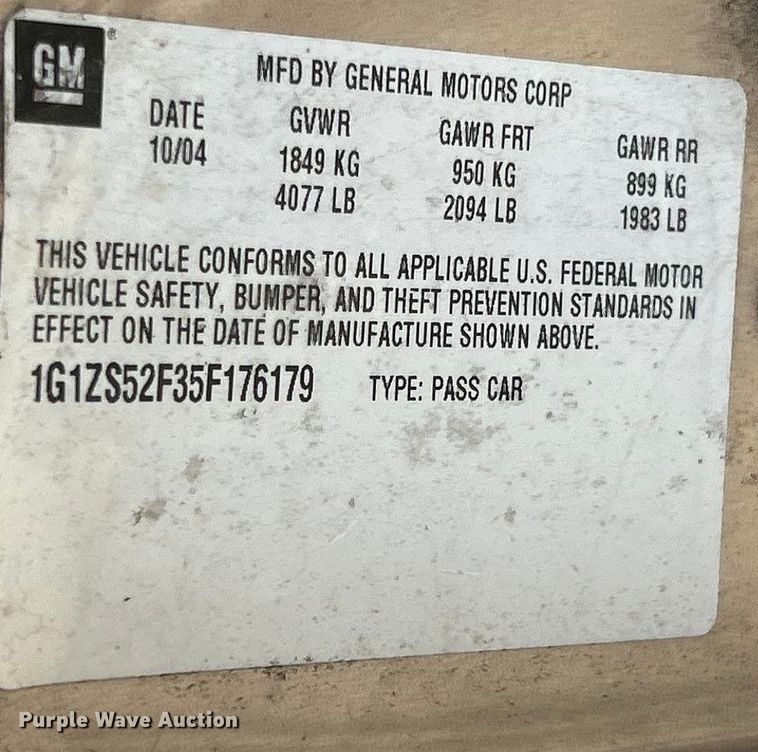 GM®
MFD BY GENERAL MOTORS CORP
DATE GVWR GAWR FRT GAWR RR
10/04 1849 KG 950 KG 899 KG
4077 LB 2094 LB 1983 LB
THIS VEHICLE CONFORMS TO ALL APPLICABLE U.S. FEDERAL MOTOR
VEHICLE SAFETY, BUMPER, AND THEFT PREVENTION STANDARDS IN
EFFECT ON THE DATE OF MANUFACTURE SHOWN ABOVE.
1G1ZS52F35F176179 TYPE: PASS CAR
Purple Wave Auction